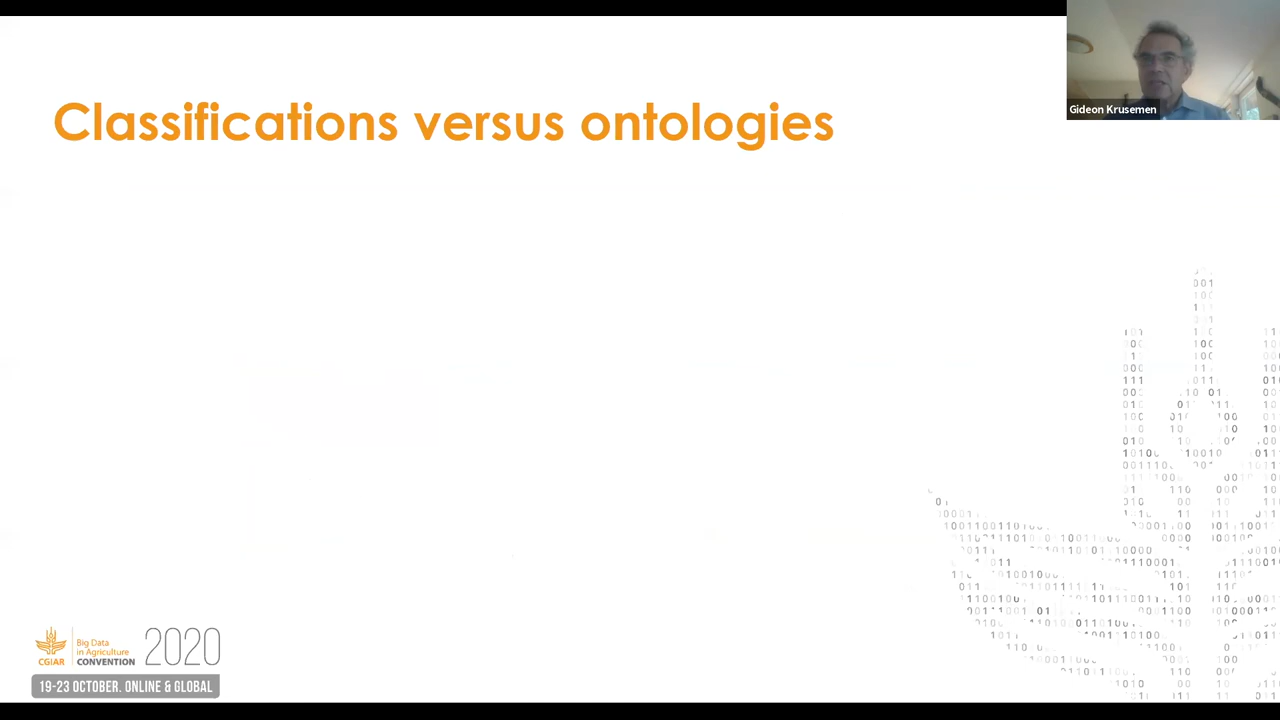 Gideon Krusemen
Classifications versus ontologies
CGIAR
Big Data
in Agriculture
CONVENTION
2020
19-23 OCTOBER. ONLINE & GLOBAL